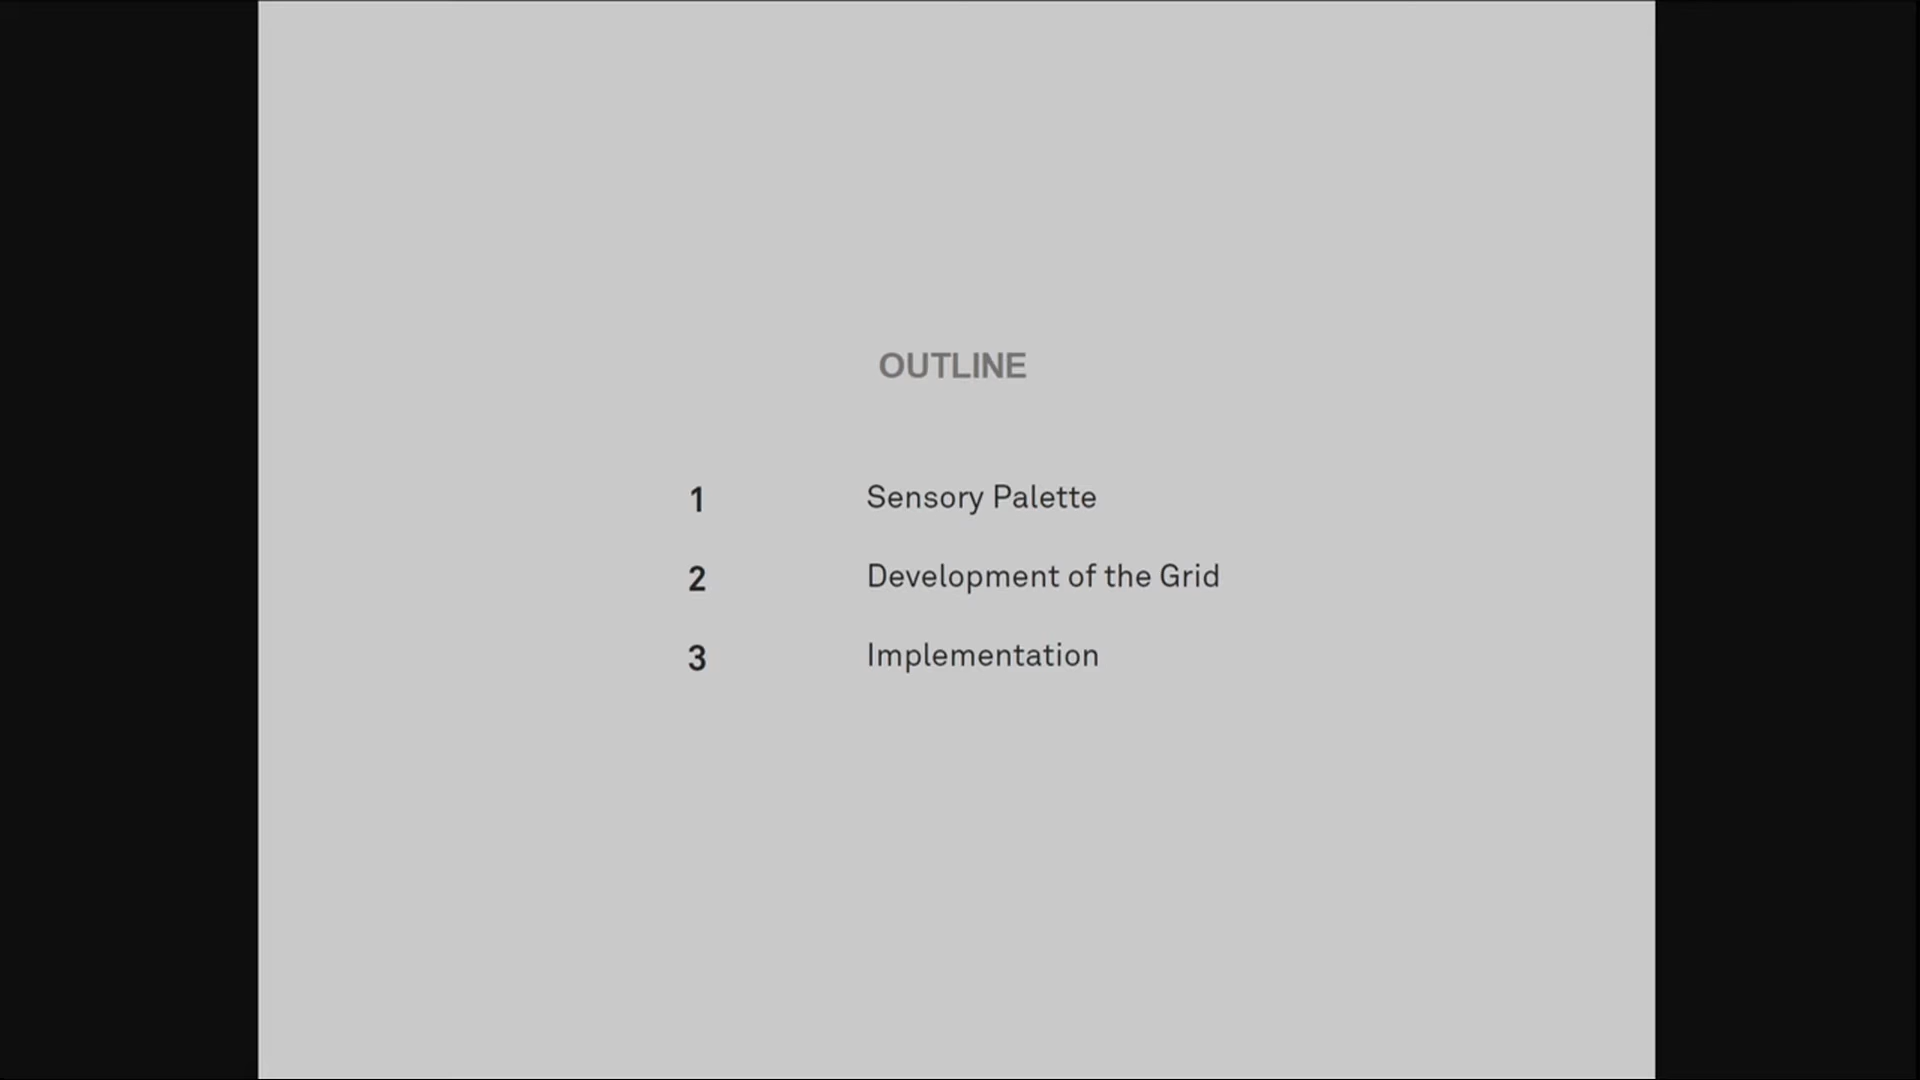 OUTLINE
1 Sensory Palette
2 Development of the Grid
3 Implementation